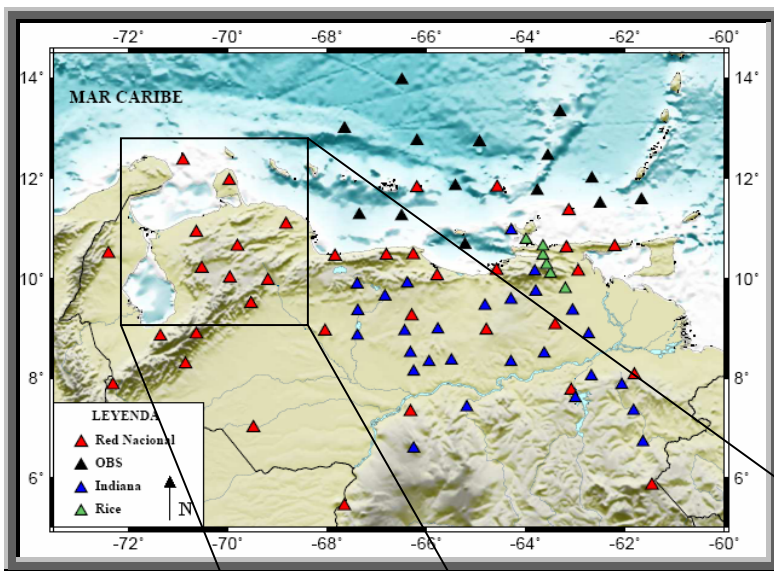 -72° -70° -68° -66° -64° -62° -60°
14° 14°
MAR CARIBE
12° 12°
10° 10°
8° 8°
LEYENDA
Red Nacional
OBS
Indiana
Rice
N
6° 6°
-72° -70° -68° -66° -64° -62° -60°